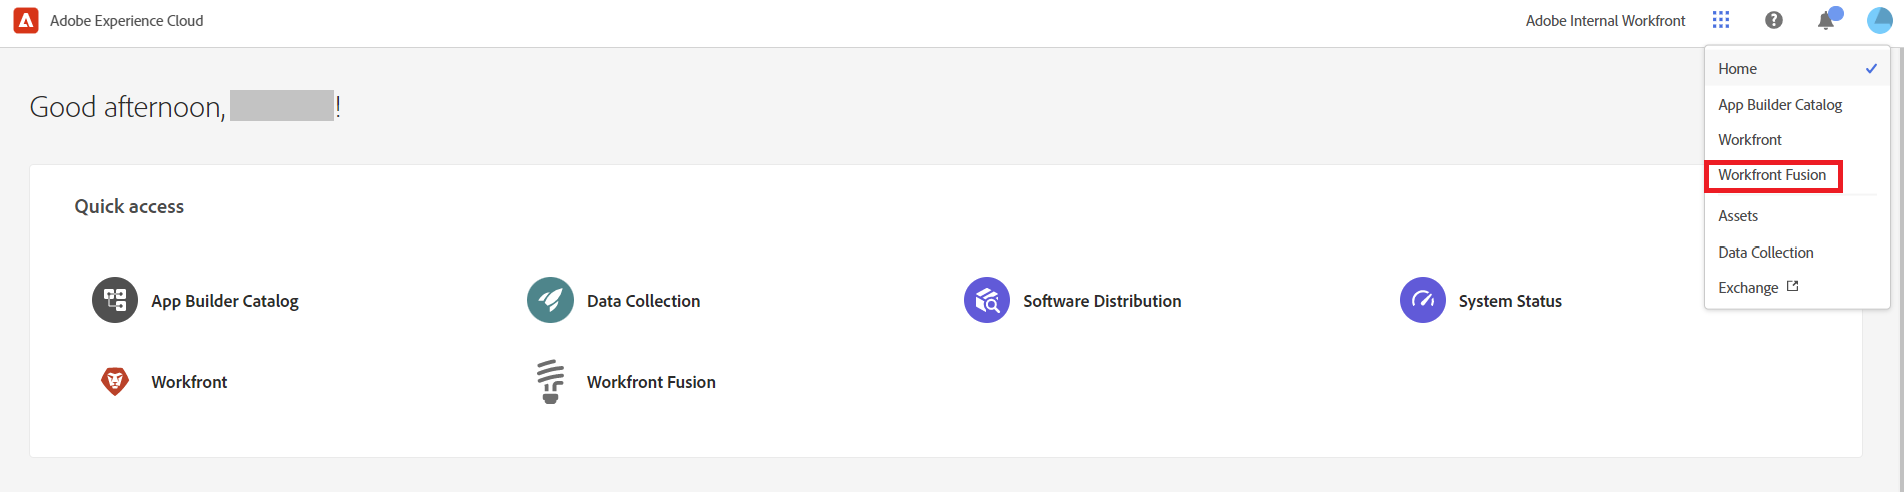 Adobe Experience Cloud
Adobe Internal Workfront
Home
App Builder Catalog
Workfront
Workfront Fusion
Assets
Data Collection
Exchange
Good afternoon, !
Quick access
App Builder Catalog
Data Collection
Software Distribution
System Status
Workfront
Workfront Fusion